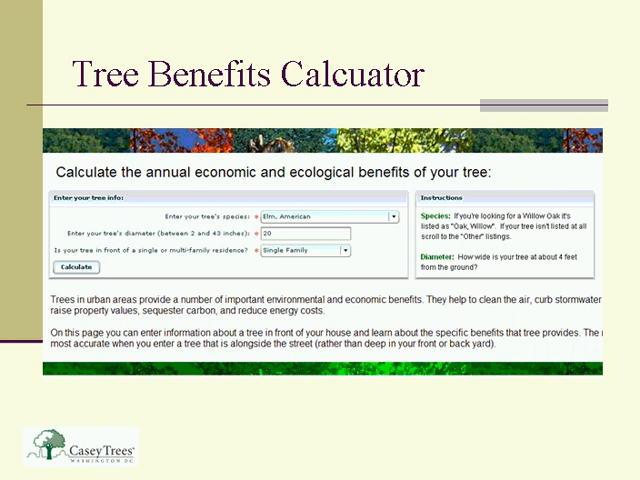 Tree Benefits Calcuator
Calculate the annual economic and ecological benefits of your tree:
Enter your tree info:
Enter your tree's species: * Elm, American
Enter your tree's diameter (between 2 and 43 inches): * 20
Is your tree in front of a single or multi-family residence? * Single Family
Calculate
Instructions
Species: If you're looking for a Willow Oak it's
listed as "Oak, Willow". If your tree isn't listed at all
scroll to the "Other" listings.
Diameter: How wide is your tree at about 4 feet
from the ground?
Trees in urban areas provide a number of important environmental and economic benefits. They help to clean the air, curb stormwater
raise property values, sequester carbon, and reduce energy costs.
On this page you can enter information about a tree in front of your house and learn about the specific benefits that tree provides. The
most accurate when you enter a tree that is alongside the street (rather than deep in your front or back yard).
Casey Trees
WASHINGTON DC